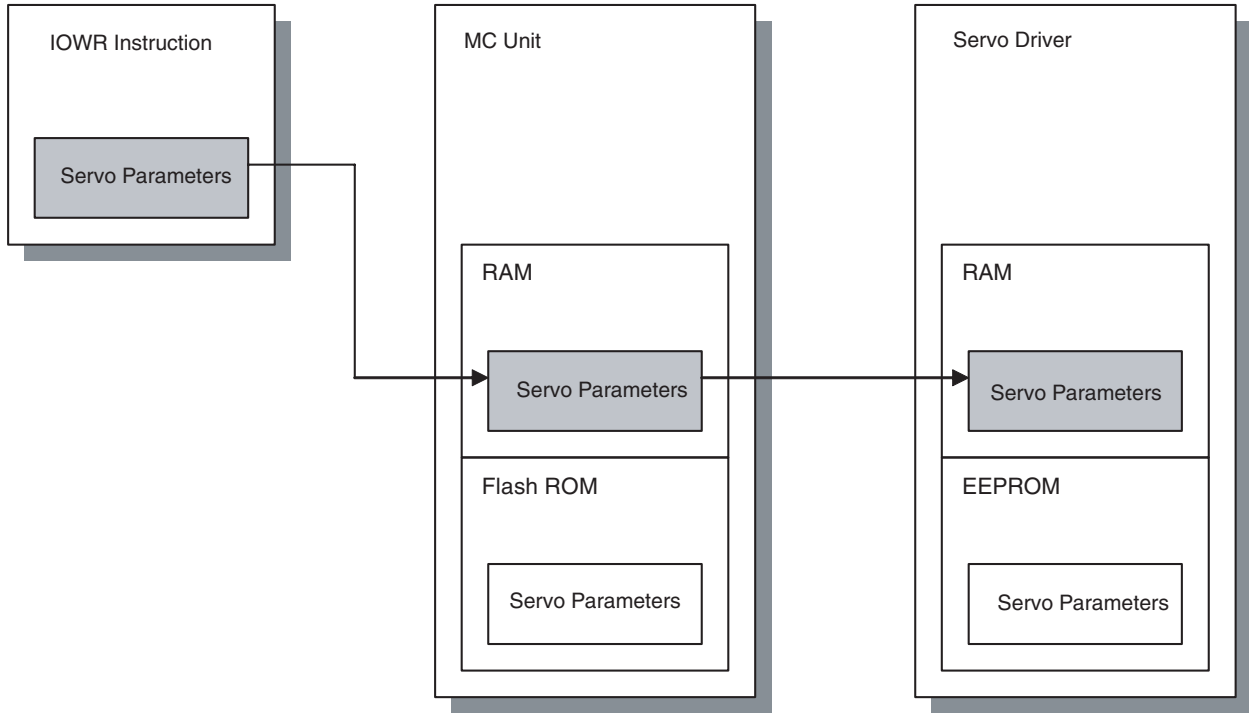 IOWR Instruction
Servo Parameters
MC Unit
RAM
Servo Parameters
Flash ROM
Servo Parameters
Servo Driver
RAM
Servo Parameters
EEPROM
Servo Parameters